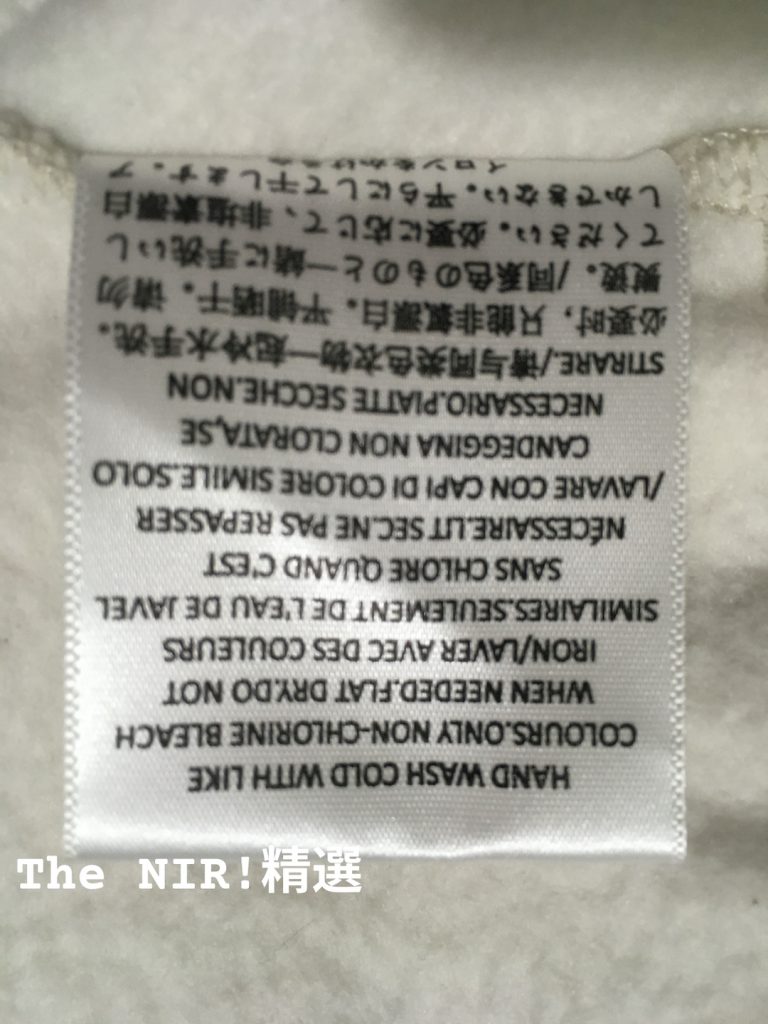 HAND WASH COLD WITH LIKE
COLOURS.ONLY NON-CHLORINE BLEACH
WHEN NEEDED.FLAT DRY.DO NOT
IRON/LAVER AVEC DES COULEURS
SIMILAIRES.SEULEMENT DE L'EAU DE JAVEL
SANS CHLORE QUAND C'EST
NÉCESSAIRE.LIT SEC.NE PAS REPASSER
/LAVARE CON CAPI DI COLORE SIMILE.SOLO
CANDEGGINA NON CLORATA,SE
NECESSARIO.PIATTE SECCHE.NON
STIRARE./请与同类色衣物一起冷水手洗。
必要时，只能非氯漂白。平铺晒干。请勿
熨烫。/同系色のものと一緒に手洗いし
てください。必要に応じて、非塩素漂白
しかできない。平らにして干します。ア
The NIR!精選